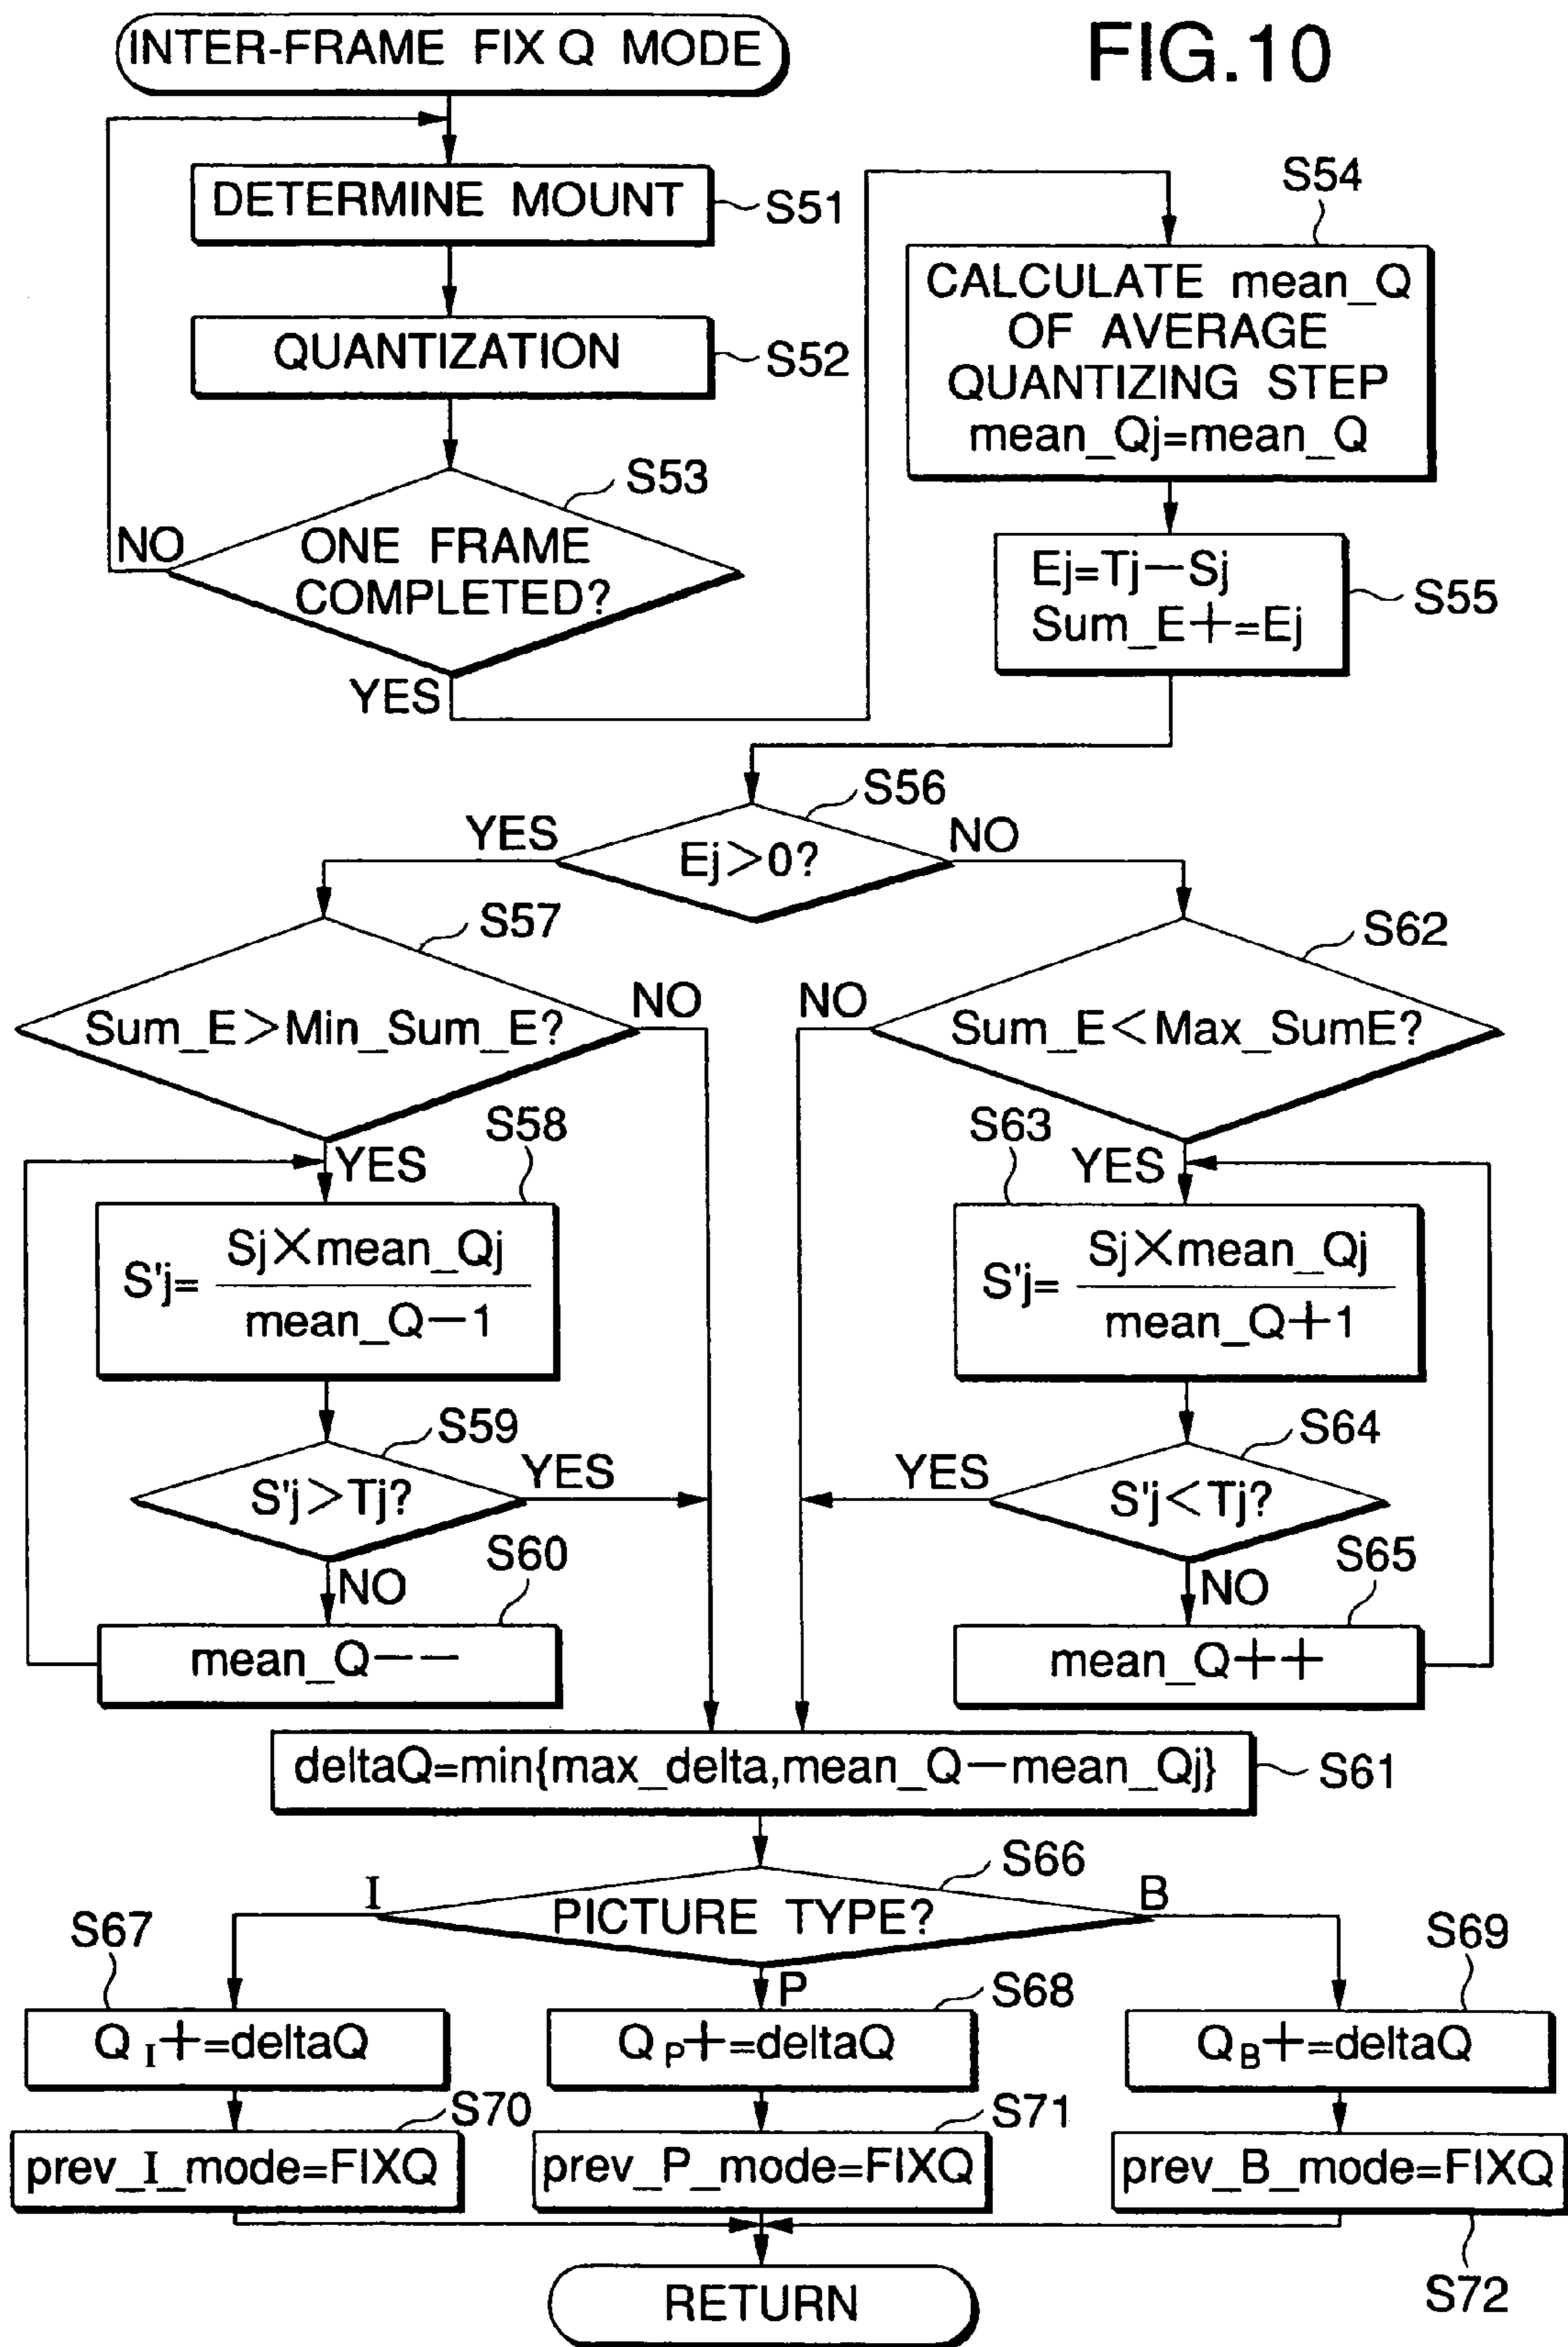 INTER-FRAME FIX Q MODE
FIG.10
DETERMINE MOUNT
S51
QUANTIZATION
S52
S53
NO
ONE FRAME
COMPLETED?
YES
S54
CALCULATE mean_Q
OF AVERAGE
QUANTIZING STEP
mean_Qj=mean_Q
Ej=Tj−Sj
Sum_E+=Ej
S55
S56
YES
Ej>0?
NO
S57
Sum_E>Min_Sum_E?
NO
S62
NO
Sum_E<Max_SumE?
S58
YES
S'j=
Sj×mean_Qj
mean_Q−1
S63
YES
S'j=
Sj×mean_Qj
mean_Q+1
S59
S'j>Tj?
YES
S64
YES
S'j<Tj?
S60
NO
mean_Q−−
S65
NO
mean_Q++
deltaQ=min{max_delta,mean_Q−mean_Qj}
S61
S66
I
PICTURE TYPE?
B
P
S67
Q I+=deltaQ
S68
QP+=deltaQ
S69
QB+=deltaQ
S70
prev_I_mode=FIXQ
S71
prev_P_mode=FIXQ
prev_B_mode=FIXQ
S72
RETURN